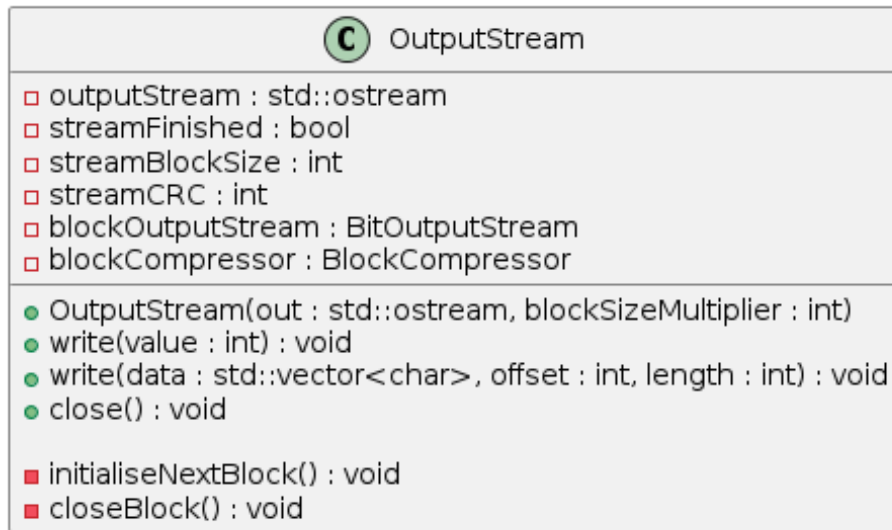 C OutputStream
outputStream : std::ostream
streamFinished : bool
streamBlockSize : int
streamCRC : int
blockOutputStream : BitOutputStream
blockCompressor : BlockCompressor
OutputStream(out : std::ostream, blockSizeMultiplier : int)
write(value : int) : void
write(data : std::vector<char>, offset : int, length : int) : void
close() : void
initialiseNextBlock() : void
closeBlock() : void